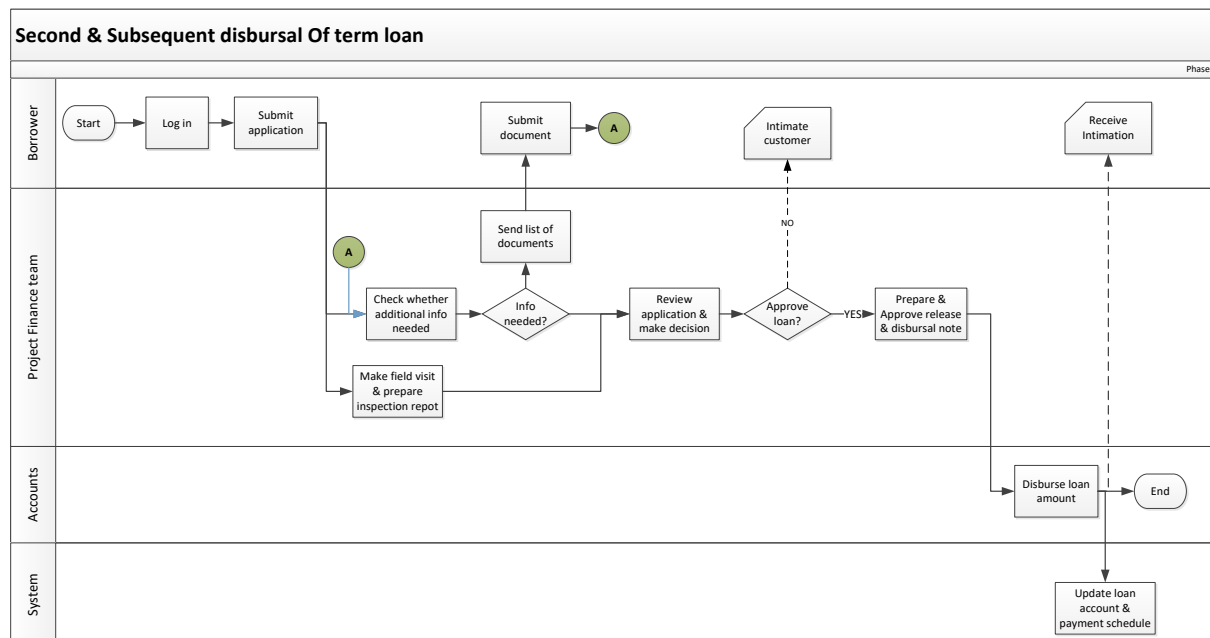 Second & Subsequent disbursal Of term loan
Phase
Borrower
Start
Log in
Submit
application
Submit
document
A
Intimate
customer
Receive
Intimation
Project Finance team
A
Check whether
additional info
needed
Send list of
documents
Info
needed?
Make field visit
& prepare
inspection repot
Review
application &
make decision
NO
Approve
loan?
YES
Prepare &
Approve release
& disbursal note
Accounts
Disburse loan
amount
End
System
Update loan
account &
payment schedule